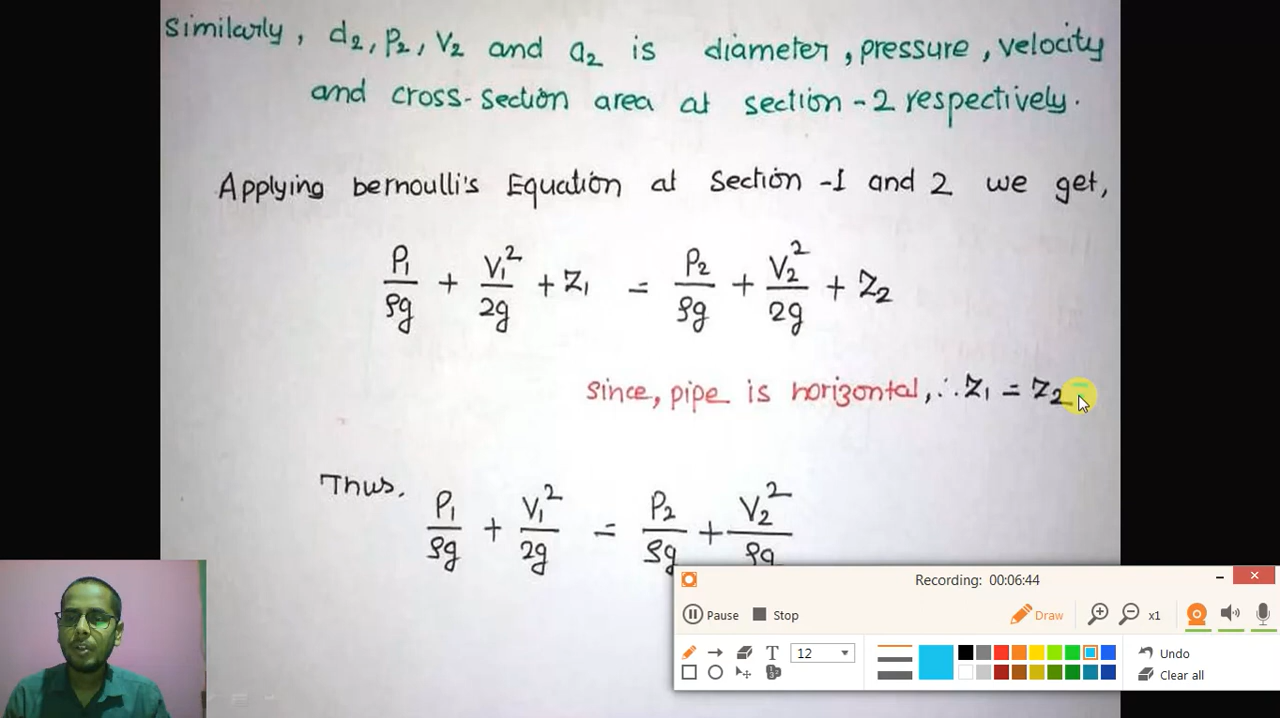 Similarly, d2, P2, V2 and a2 is diameter, pressure, velocity
and cross-section area at section -2 respectively.
Applying bernoulli's Equation at Section -1 and 2 we get,
P1/ρg + V1²/2g + Z1 = P2/ρg + V2²/2g + Z2
Since, pipe is horizontal, ∴ Z1 = Z2
Thus. P1/ρg + V1²/2g = P2/ρg + V2²/ρg
Recording: 00:06:44
Pause Stop Draw x1
T 12 Undo
Clear all